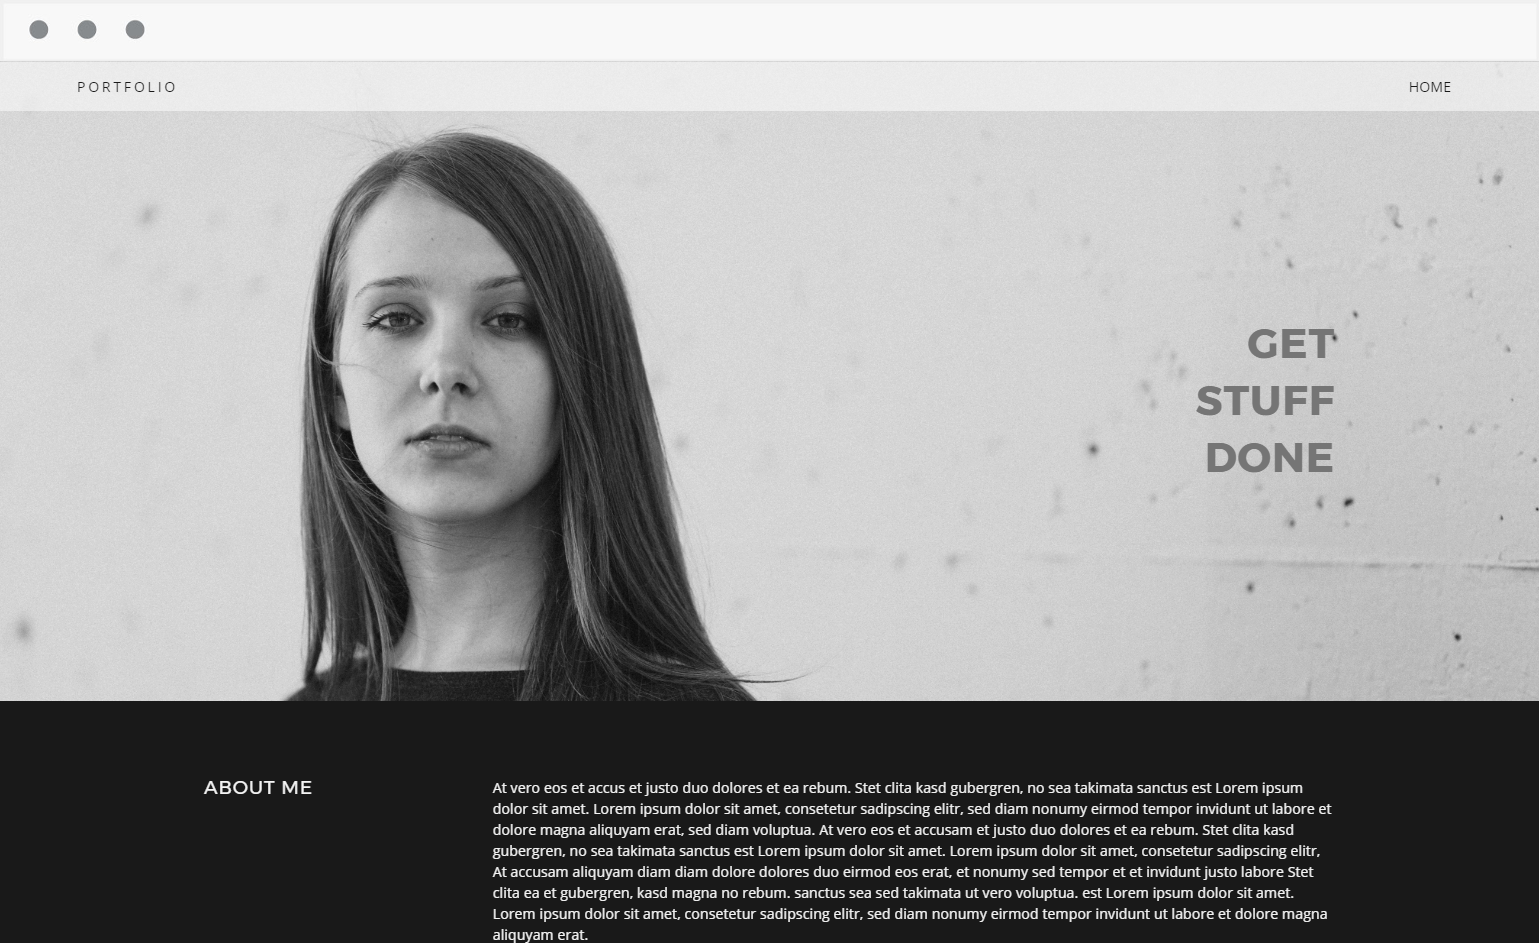 PORTFOLIO
HOME
GET
STUFF
DONE
ABOUT ME
At vero eos et accus et justo duo dolores et ea rebum. Stet clita kasd gubergren, no sea takimata sanctus est Lorem ipsum
dolor sit amet. Lorem ipsum dolor sit amet, consetetur sadipscing elitr, sed diam nonumy eirmod tempor invidunt ut labore et
dolore magna aliquyam erat, sed diam voluptua. At vero eos et accusam et justo duo dolores et ea rebum. Stet clita kasd
gubergren, no sea takimata sanctus est Lorem ipsum dolor sit amet. Lorem ipsum dolor sit amet, consetetur sadipscing elitr,
At accusam aliquyam diam diam dolore dolores duo eirmod eos erat, et nonumy sed tempor et et invidunt justo labore Stet
clita ea et gubergren, kasd magna no rebum. sanctus sea sed takimata ut vero voluptua. est Lorem ipsum dolor sit amet.
Lorem ipsum dolor sit amet, consetetur sadipscing elitr, sed diam nonumy eirmod tempor invidunt ut labore et dolore magna
aliquyam erat.